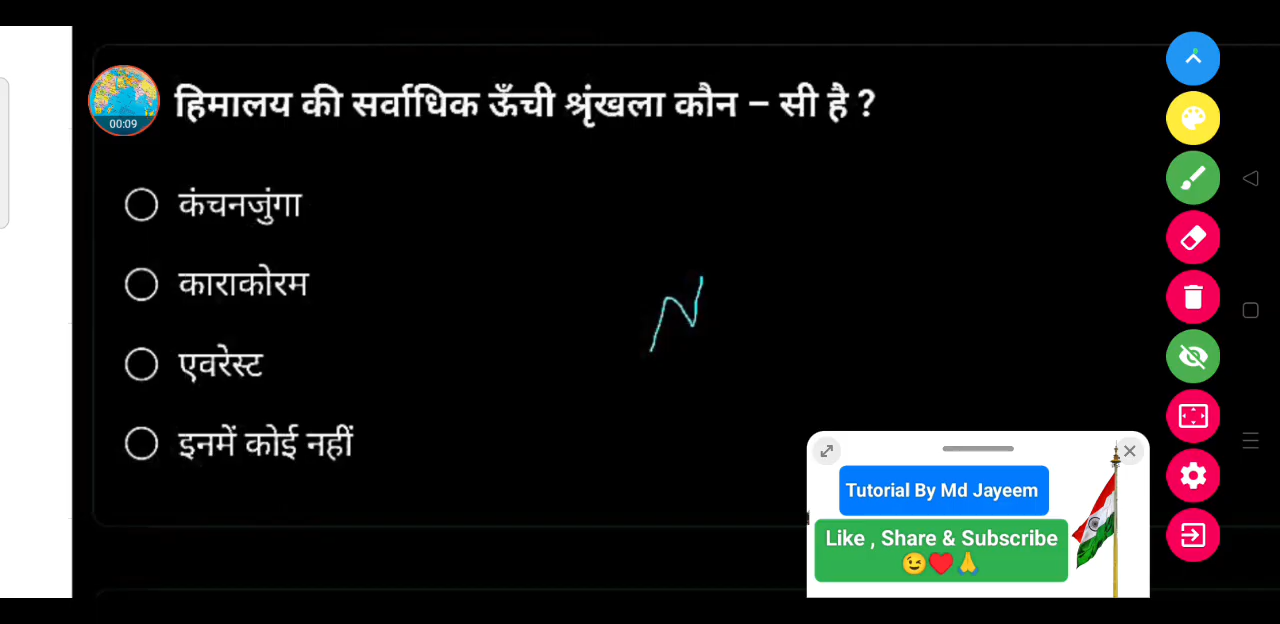 हिमालय की सर्वाधिक ऊँची श्रृंखला कौन – सी है ?
00:09
कंचनजुंगा
काराकोरम
एवरेस्ट
इनमें कोई नहीं
N
Tutorial By Md Jayeem
Like , Share & Subscribe
😉❤️🙏